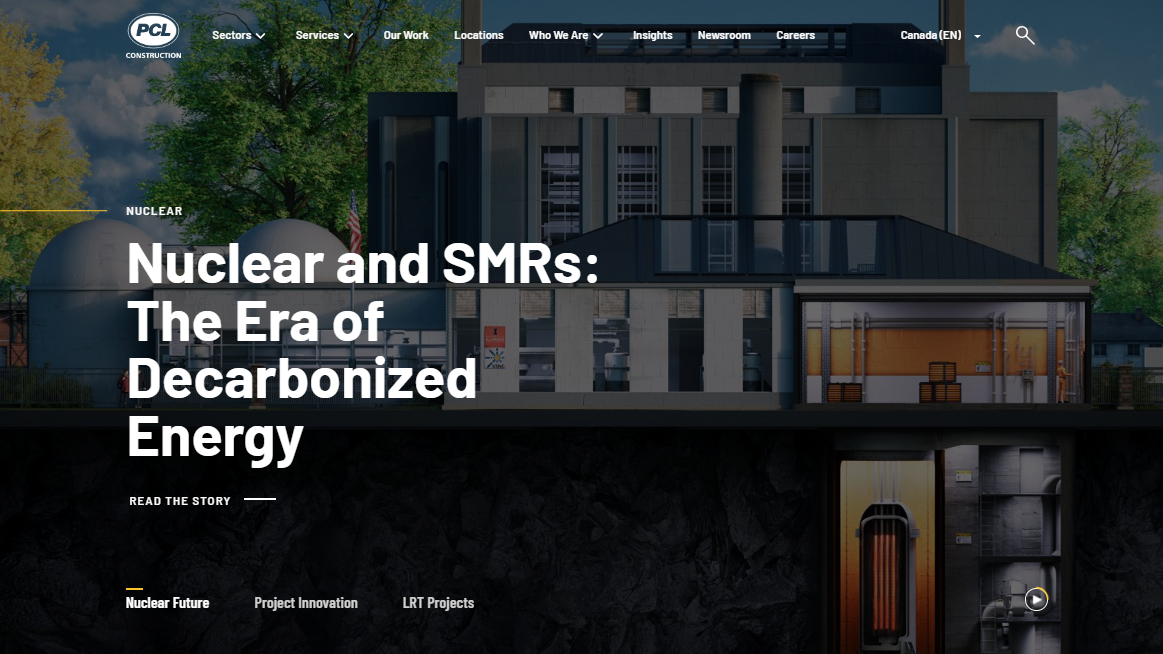 PCL
CONSTRUCTION
Sectors
Services
Our Work
Locations
Who We Are
Insights
Newsroom
Careers
Canada (EN)
NUCLEAR
Nuclear and SMRs:
The Era of
Decarbonized
Energy
READ THE STORY
Nuclear Future
Project Innovation
LRT Projects